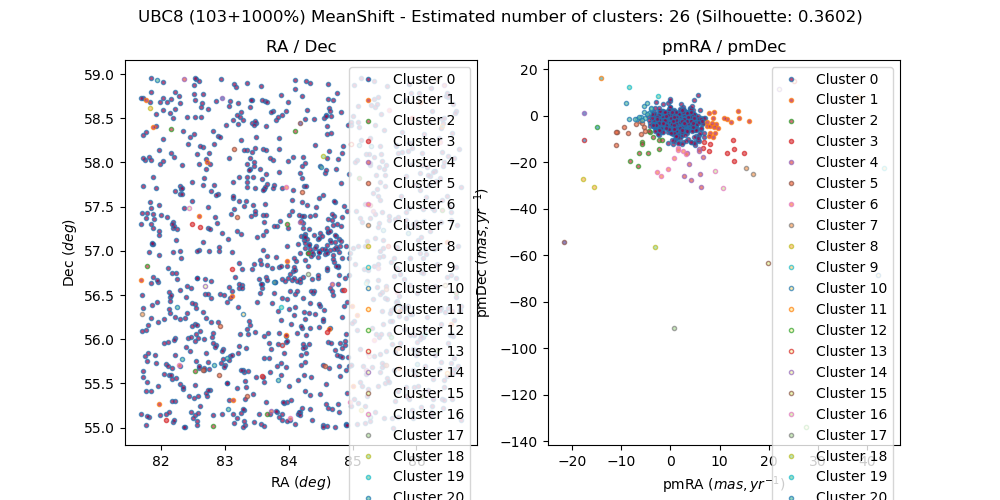 UBC8 (103+1000%) MeanShift - Estimated number of clusters: 26 (Silhouette: 0.3602)
RA / Dec
59.0
58.5
58.0
57.5
57.0
56.5
56.0
55.5
55.0
Dec (deg)
82
83
84
85
86
RA (deg)
Cluster 0
Cluster 1
Cluster 2
Cluster 3
Cluster 4
Cluster 5
Cluster 6
Cluster 7
Cluster 8
Cluster 9
Cluster 10
Cluster 11
Cluster 12
Cluster 13
Cluster 14
Cluster 15
Cluster 16
Cluster 17
Cluster 18
Cluster 19
Cluster 20
pmRA / pmDec
20
0
−20
−40
−60
−80
−100
−120
−140
pmDec (mas, yr⁻¹)
−20
−10
0
10
20
30
40
pmRA (mas, yr⁻¹)
Cluster 0
Cluster 1
Cluster 2
Cluster 3
Cluster 4
Cluster 5
Cluster 6
Cluster 7
Cluster 8
Cluster 9
Cluster 10
Cluster 11
Cluster 12
Cluster 13
Cluster 14
Cluster 15
Cluster 16
Cluster 17
Cluster 18
Cluster 19
Cluster 20